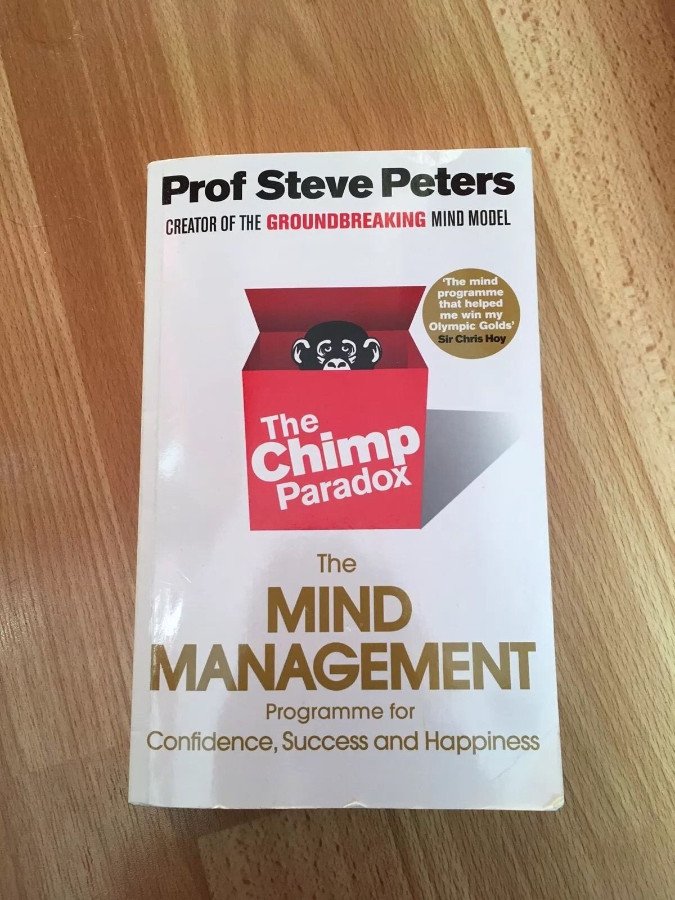 Prof Steve Peters
CREATOR OF THE GROUNDBREAKING MIND MODEL
'The mind
programme
that helped
me win my
Olympic Golds'
Sir Chris Hoy
The
Chimp
Paradox
The
MIND
MANAGEMENT
Programme for
Confidence, Success and Happiness